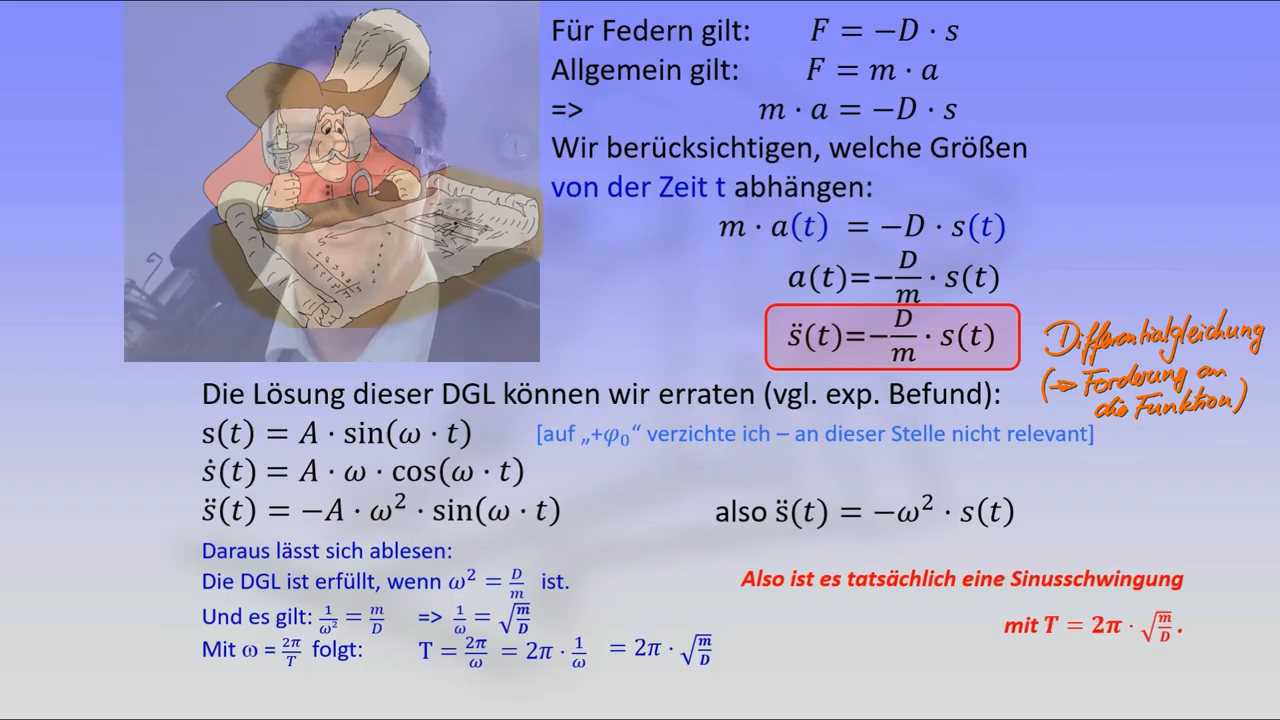 Für Federn gilt: F = −D · s
Allgemein gilt: F = m · a
=> m · a = −D · s
Wir berücksichtigen, welche Größen
von der Zeit t abhängen:
m · a(t) = −D · s(t)
a(t)=−D/m · s(t)
s̈(t)=−D/m · s(t)
Differentialgleichung
(→ Forderung an
die Funktion)
Die Lösung dieser DGL können wir erraten (vgl. exp. Befund):
s(t) = A · sin(ω · t) [auf „+φ₀“ verzichte ich – an dieser Stelle nicht relevant]
ṡ(t) = A · ω · cos(ω · t)
s̈(t) = −A · ω² · sin(ω · t) also s̈(t) = −ω² · s(t)
Daraus lässt sich ablesen:
Die DGL ist erfüllt, wenn ω² = D/m ist.
Also ist es tatsächlich eine Sinusschwingung
Und es gilt: 1/ω² = m/D => 1/ω = √(m/D)
mit T = 2π · √(m/D) .
Mit ω = 2π/T folgt: T = 2π/ω = 2π · 1/ω = 2π · √(m/D)